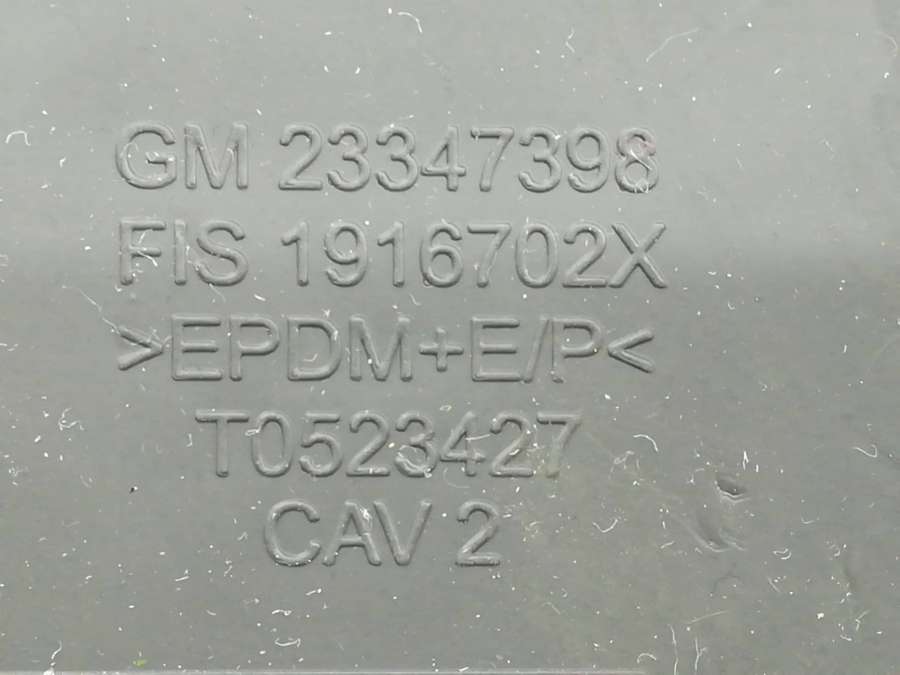 GM 23347398
FIS 1916702X
>EPDM+E/P<
T0523427
CAV 2